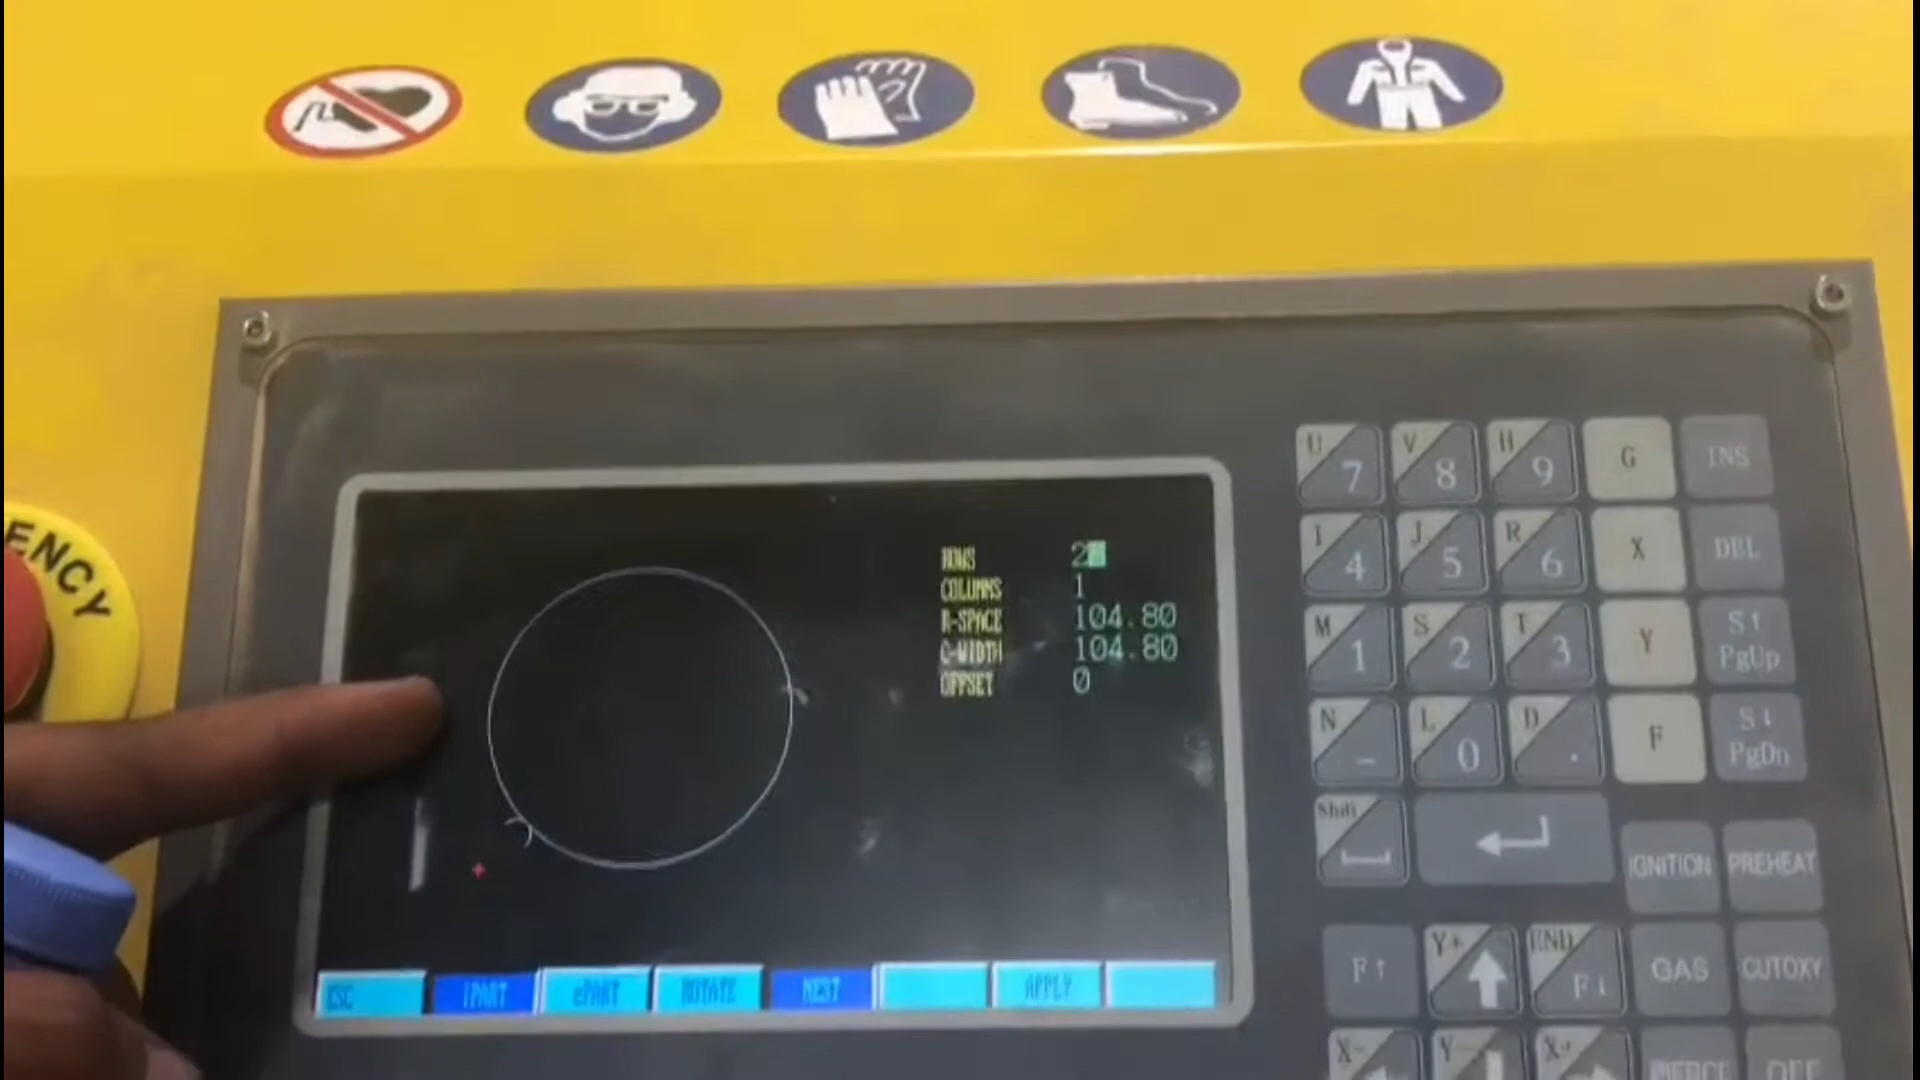 ENCY
ROWS 2
COLUMNS 1
R-SPACE 104.80
C-WIDTH 104.80
OFFSET 0
ESC iPART ePART ROTATE NEST APPLY
U 7 V 8 H 9 G INS
I 4 J 5 R 6 X DEL
M 1 S 2 T 3 Y S↑ PgUp
N - L 0 D . F S↓ PgDn
Shift IGNITION PREHEAT
F↑ Y+ END F↓ GAS CUTOXY
X- Y- X+ PIERCE OFF